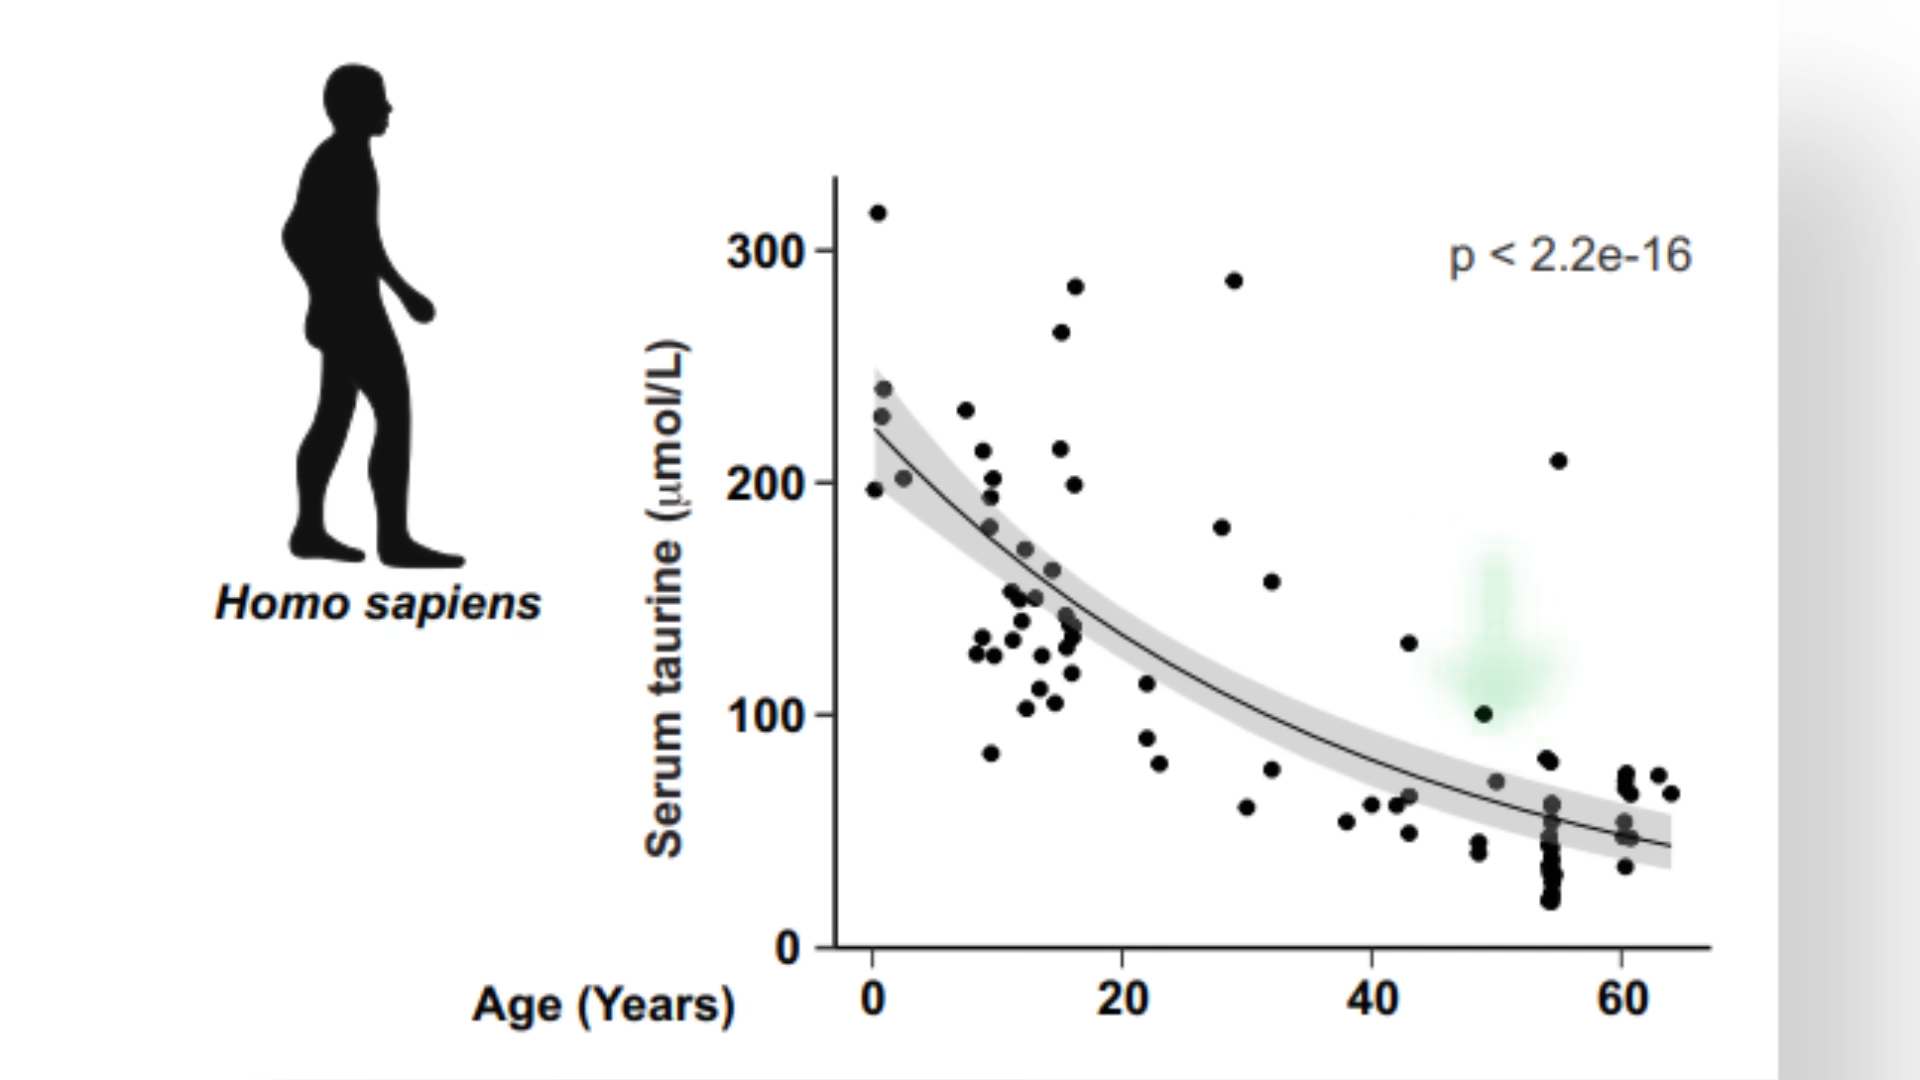 300
p < 2.2e-16
200
100
0
Serum taurine (μmol/L)
Homo sapiens
Age (Years)
0 20 40 60